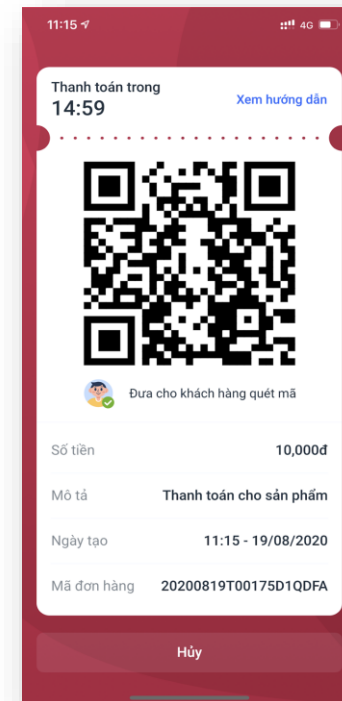 11:15
4G
Thanh toán trong
14:59
Xem hướng dẫn
Đưa cho khách hàng quét mã
Số tiền 10,000đ
Mô tả Thanh toán cho sản phẩm
Ngày tạo 11:15 - 19/08/2020
Mã đơn hàng 20200819T00175D1QDFA
Hủy